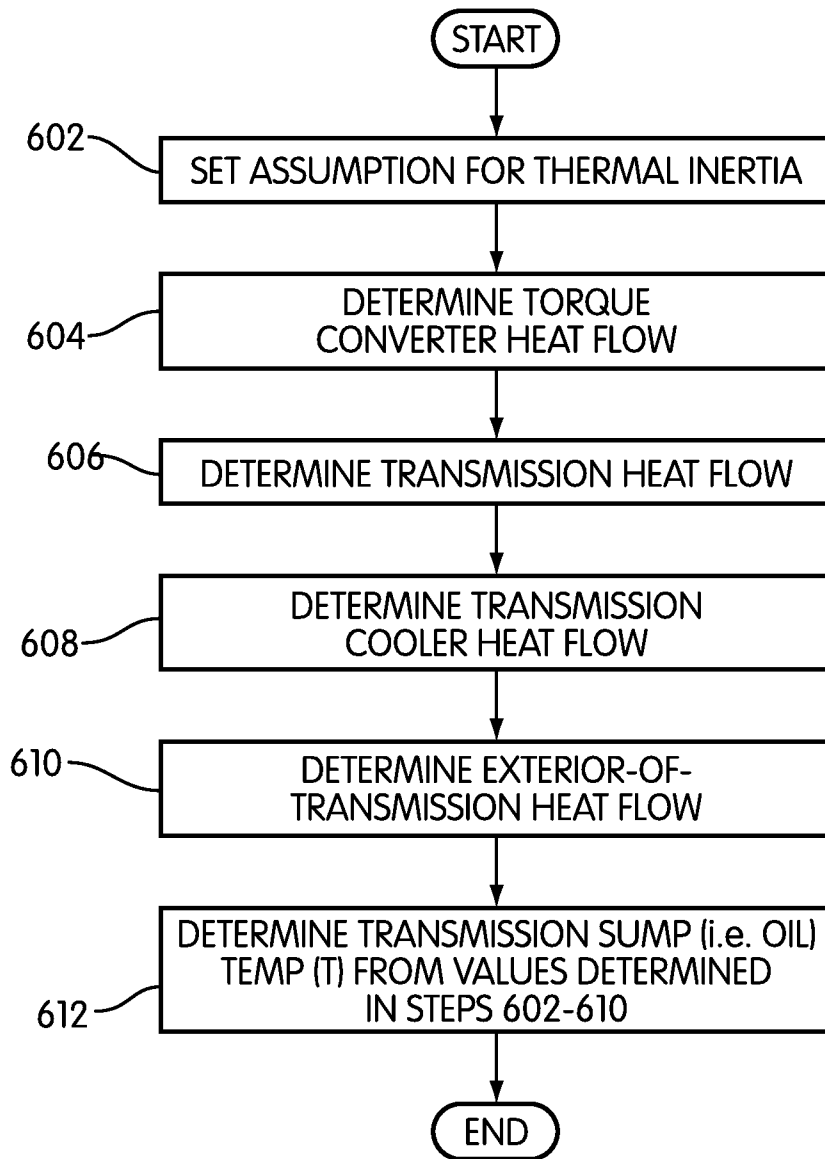 START
602
SET ASSUMPTION FOR THERMAL INERTIA
604
DETERMINE TORQUE
CONVERTER HEAT FLOW
606
DETERMINE TRANSMISSION HEAT FLOW
608
DETERMINE TRANSMISSION
COOLER HEAT FLOW
610
DETERMINE EXTERIOR-OF-
TRANSMISSION HEAT FLOW
612
DETERMINE TRANSMISSION SUMP (i.e. OIL)
TEMP (T) FROM VALUES DETERMINED
IN STEPS 602-610
END